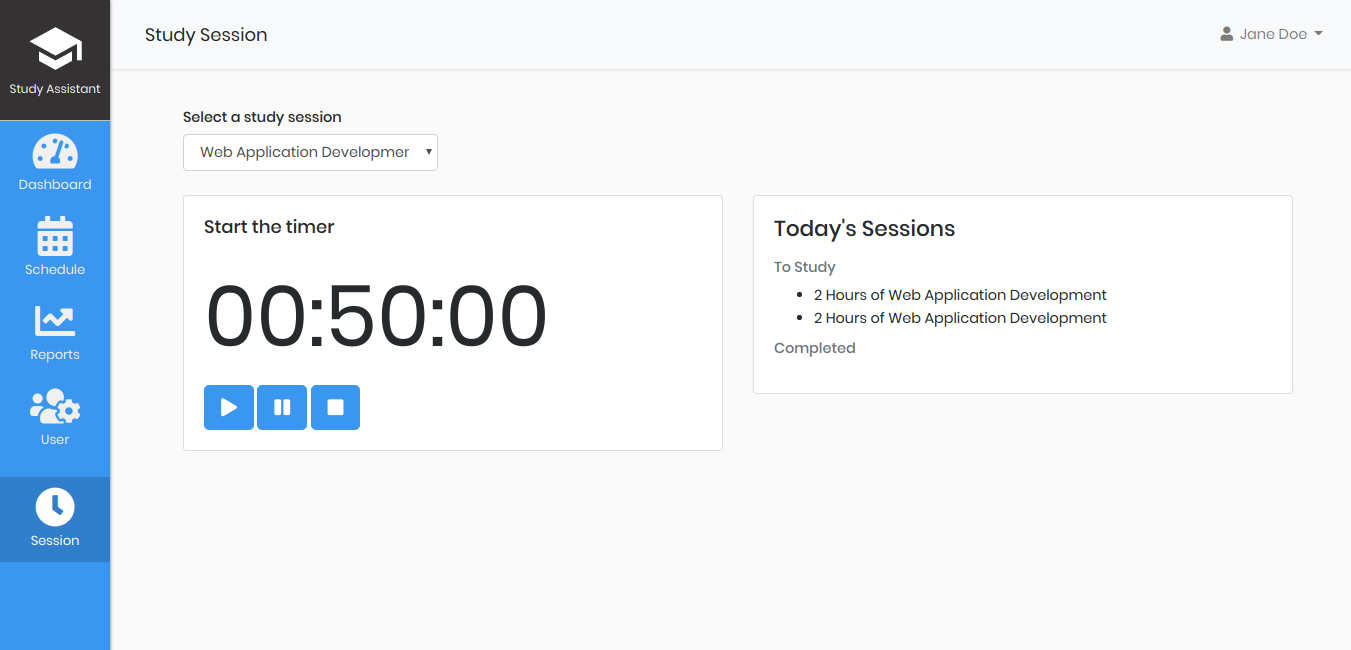 Study Assistant
Dashboard
Schedule
Reports
User
Session
Study Session
Jane Doe
Select a study session
Web Application Developmer
Start the timer
00:50:00
Today's Sessions
To Study
2 Hours of Web Application Development
2 Hours of Web Application Development
Completed